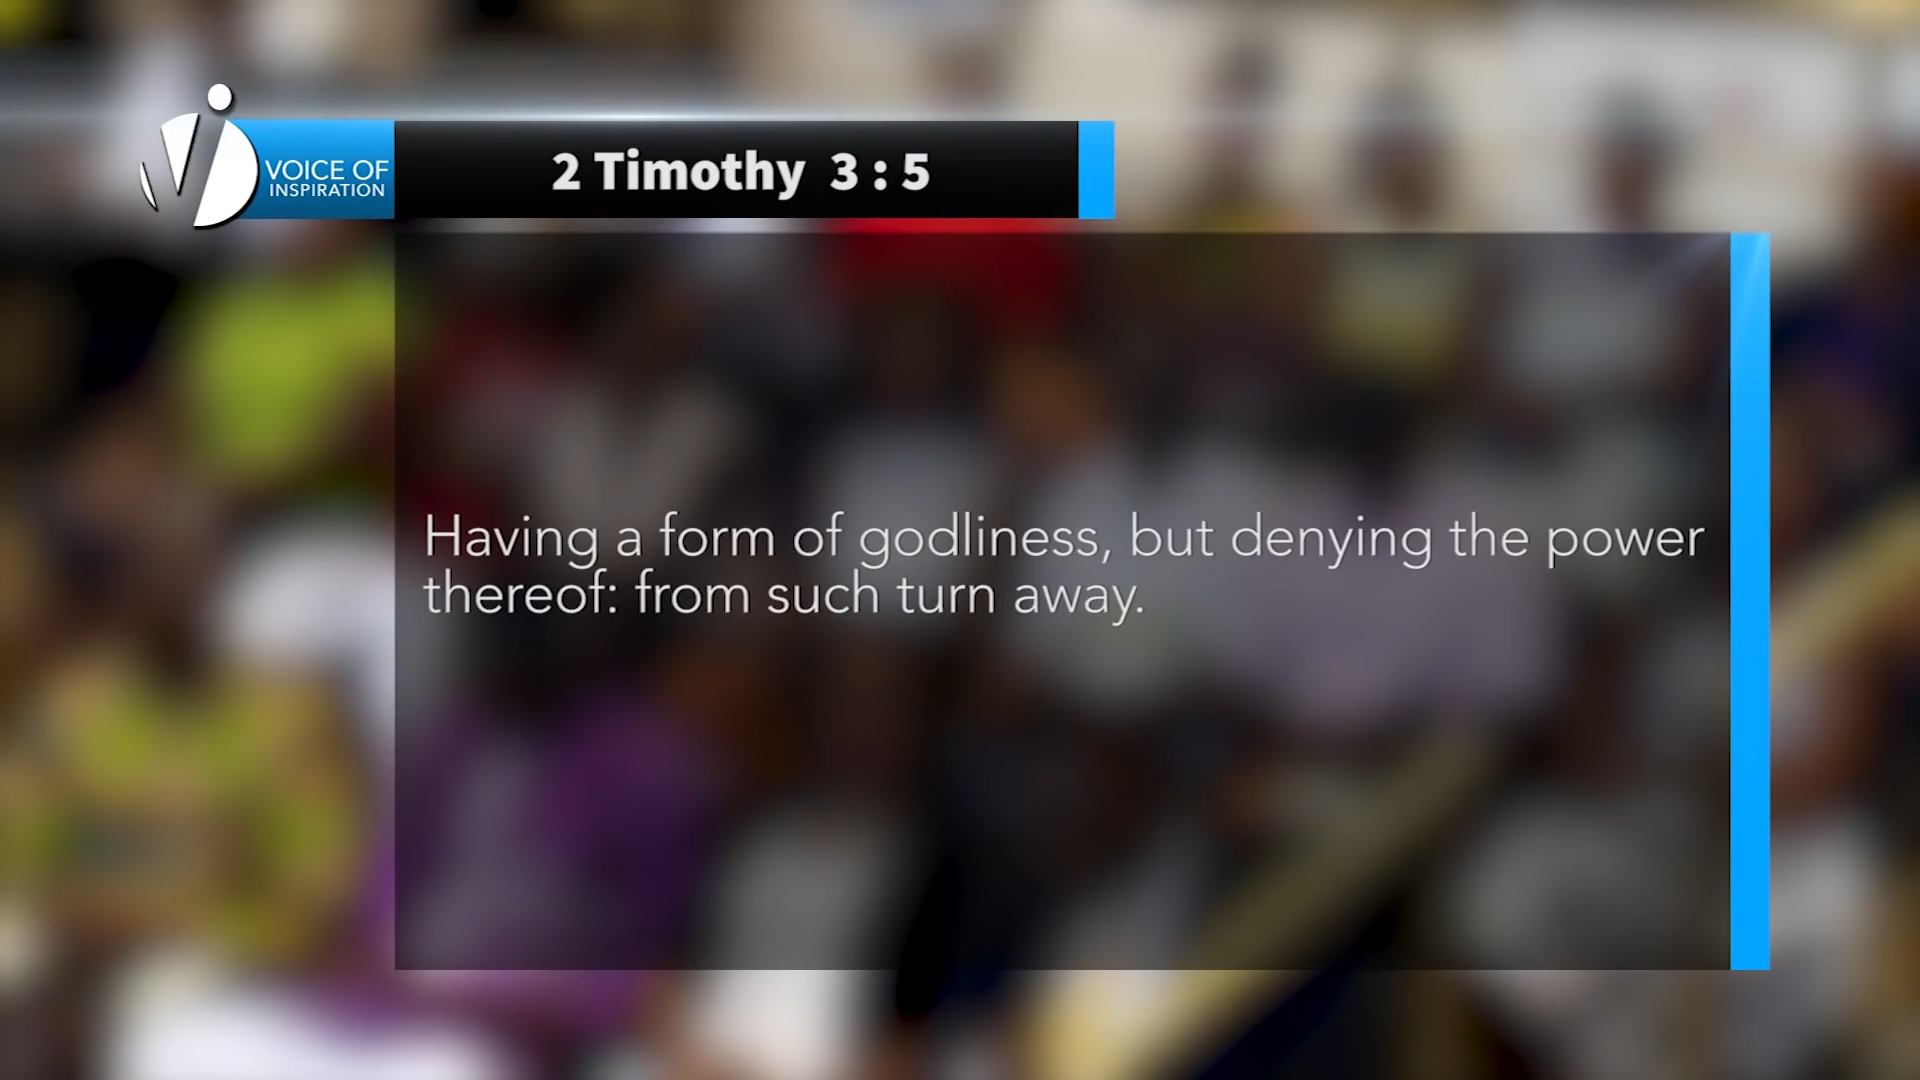 VOICE OF
INSPIRATION
2 Timothy 3 : 5
Having a form of godliness, but denying the power
thereof: from such turn away.